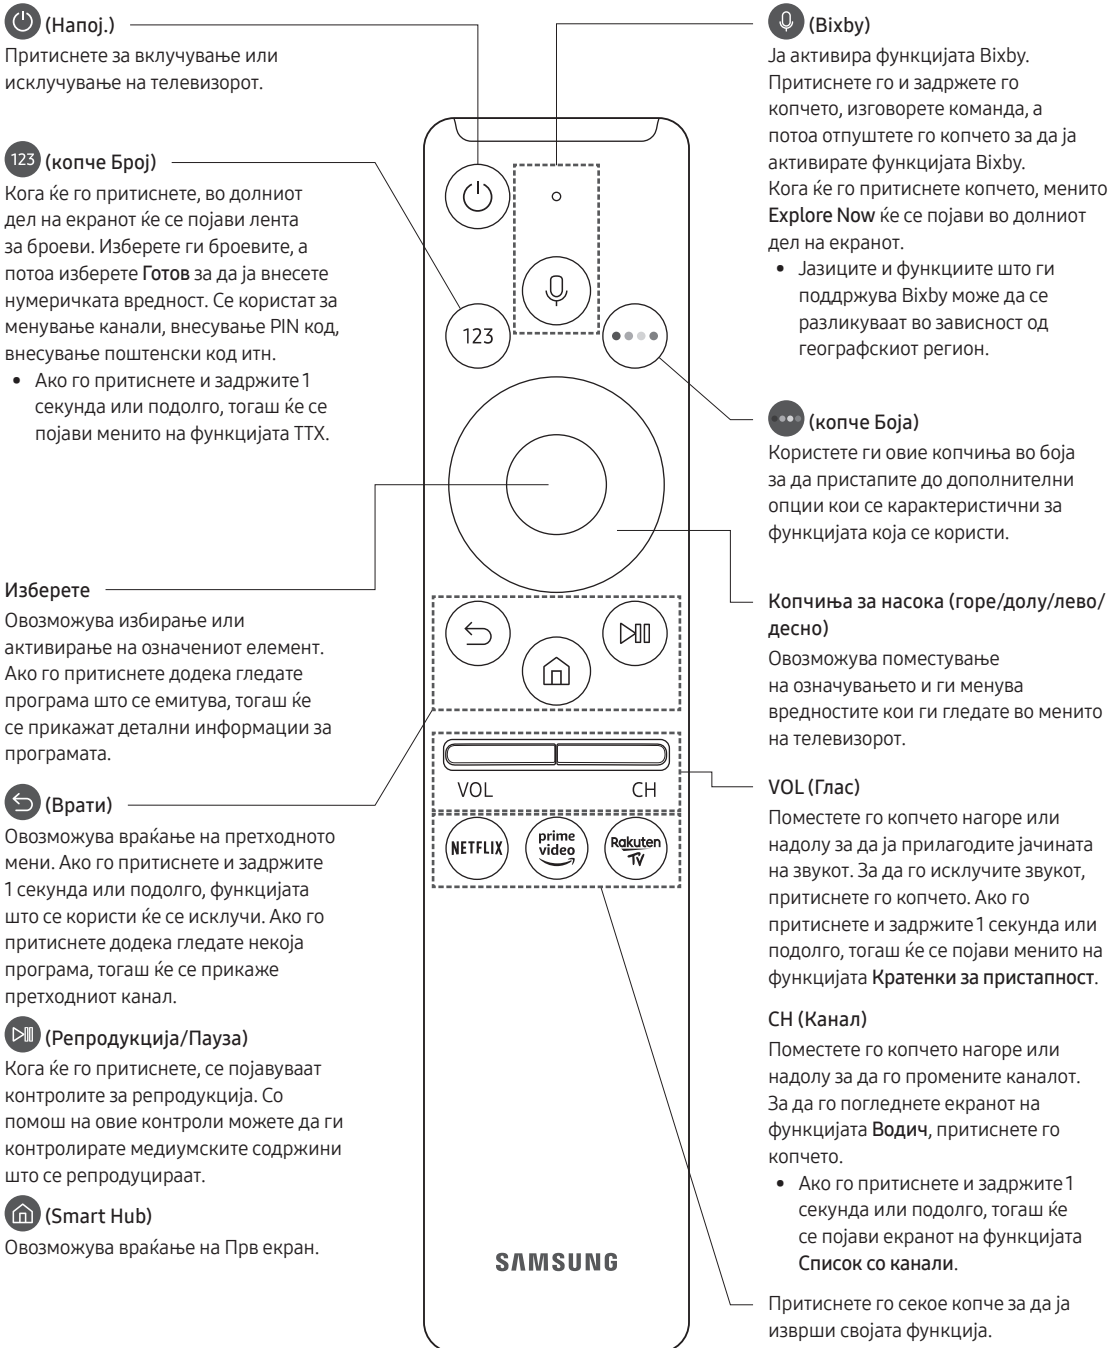 (Напој.)
Притиснете за вклучување или
исклучување на телевизорот.
123 (копче Број)
Кога ќе го притиснете, во долниот
дел на екранот ќе се појави лента
за броеви. Изберете ги броевите, а
потоа изберете Готов за да ја внесете
нумеричката вредност. Се користат за
менување канали, внесување PIN код,
внесување поштенски код итн.
• Ако го притиснете и задржите 1
секунда или подолго, тогаш ќе се
појави менито на функцијата TTX.
Изберете
Овозможува избирање или
активирање на означениот елемент.
Ако го притиснете додека гледате
програма што се емитува, тогаш ќе
се прикажат детални информации за
програмата.
(Врати)
Овозможува враќање на претходното
мени. Ако го притиснете и задржите
1 секунда или подолго, функцијата
што се користи ќе се исклучи. Ако го
притиснете додека гледате некоја
програма, тогаш ќе се прикаже
претходниот канал.
(Репродукција/Пауза)
Кога ќе го притиснете, се појавуваат
контролите за репродукција. Со
помош на овие контроли можете да ги
контролирате медиумските содржини
што се репродуцираат.
(Smart Hub)
Овозможува враќање на Прв екран.
123
VOL CH
NETFLIX
prime
video
Rakuten
TV
SAMSUNG
(Bixby)
Ја активира функцијата Bixby.
Притиснете го и задржете го
копчето, изговорете команда, а
потоа отпуштете го копчето за да ја
активирате функцијата Bixby.
Кога ќе го притиснете копчето, менито
Explore Now ќе се појави во долниот
дел на екранот.
• Јазиците и функциите што ги
поддржува Bixby може да се
разликуваат во зависност од
географскиот регион.
(копче Боја)
Користете ги овие копчиња во боја
за да пристапите до дополнителни
опции кои се карактеристични за
функцијата која се користи.
Копчиња за насока (горе/долу/лево/
десно)
Овозможува поместување
на означувањето и ги менува
вредностите кои ги гледате во менито
на телевизорот.
VOL (Глас)
Поместете го копчето нагоре или
надолу за да ја прилагодите јачината
на звукот. За да го исклучите звукот,
притиснете го копчето. Ако го
притиснете и задржите 1 секунда или
подолго, тогаш ќе се појави менито на
функцијата Кратенки за пристапност.
CH (Канал)
Поместете го копчето нагоре или
надолу за да го промените каналот.
За да го погледнете екранот на
функцијата Водич, притиснете го
копчето.
• Ако го притиснете и задржите 1
секунда или подолго, тогаш ќе
се појави екранот на функцијата
Список со канали.
Притиснете го секое копче за да ја
изврши својата функција.